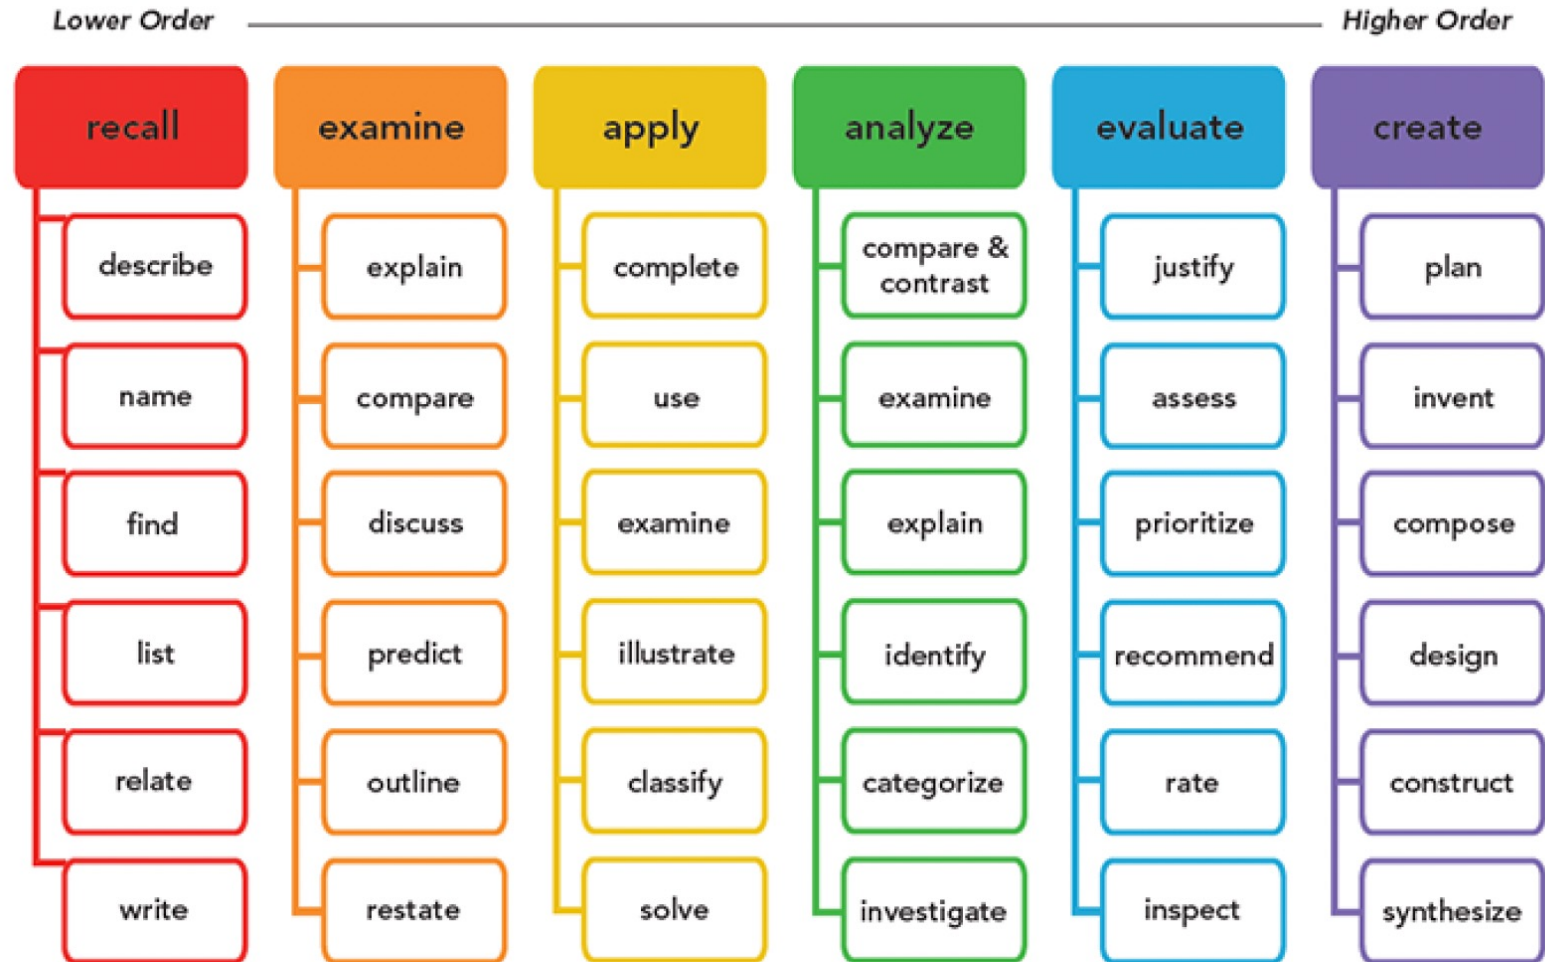 Lower Order
Higher Order
recall
examine
apply
analyze
evaluate
create
describe
explain
complete
compare &
contrast
justify
plan
name
compare
use
examine
assess
invent
find
discuss
examine
explain
prioritize
compose
list
predict
illustrate
identify
recommend
design
relate
outline
classify
categorize
rate
construct
write
restate
solve
investigate
inspect
synthesize